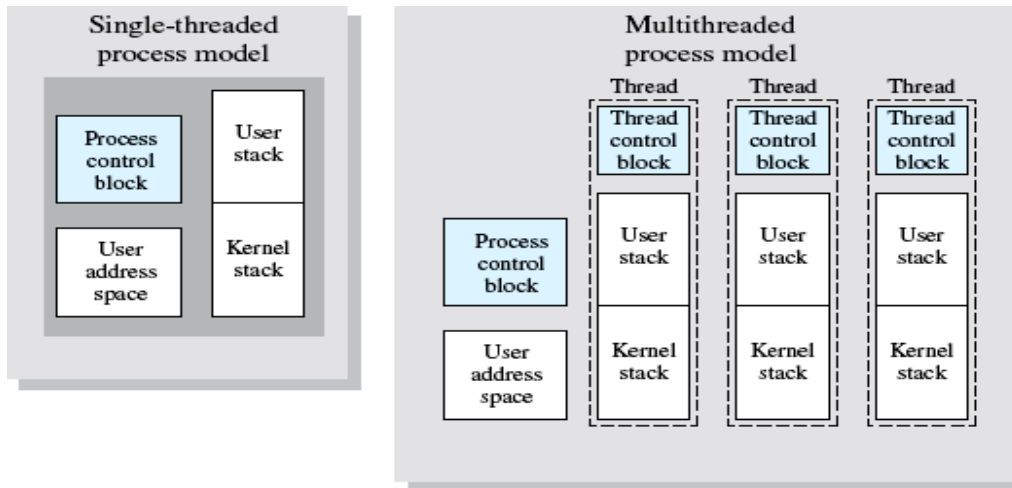 Single-threaded
process model
Process
control
block
User
stack
User
address
space
Kernel
stack
Multithreaded
process model
Thread
Thread
Thread
Thread
control
block
Thread
control
block
Thread
control
block
Process
control
block
User
stack
User
stack
User
stack
User
address
space
Kernel
stack
Kernel
stack
Kernel
stack